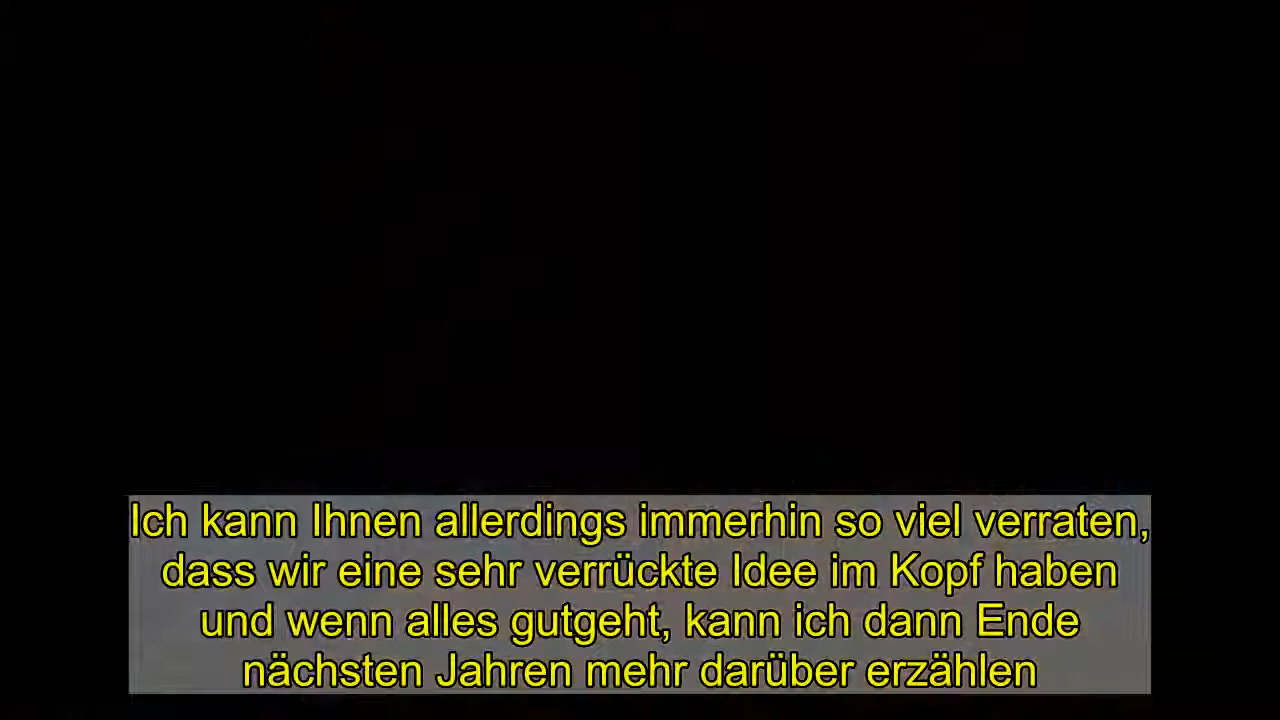 Ich kann Ihnen allerdings immerhin so viel verraten,
dass wir eine sehr verrückte Idee im Kopf haben
und wenn alles gutgeht, kann ich dann Ende
nächsten Jahren mehr darüber erzählen